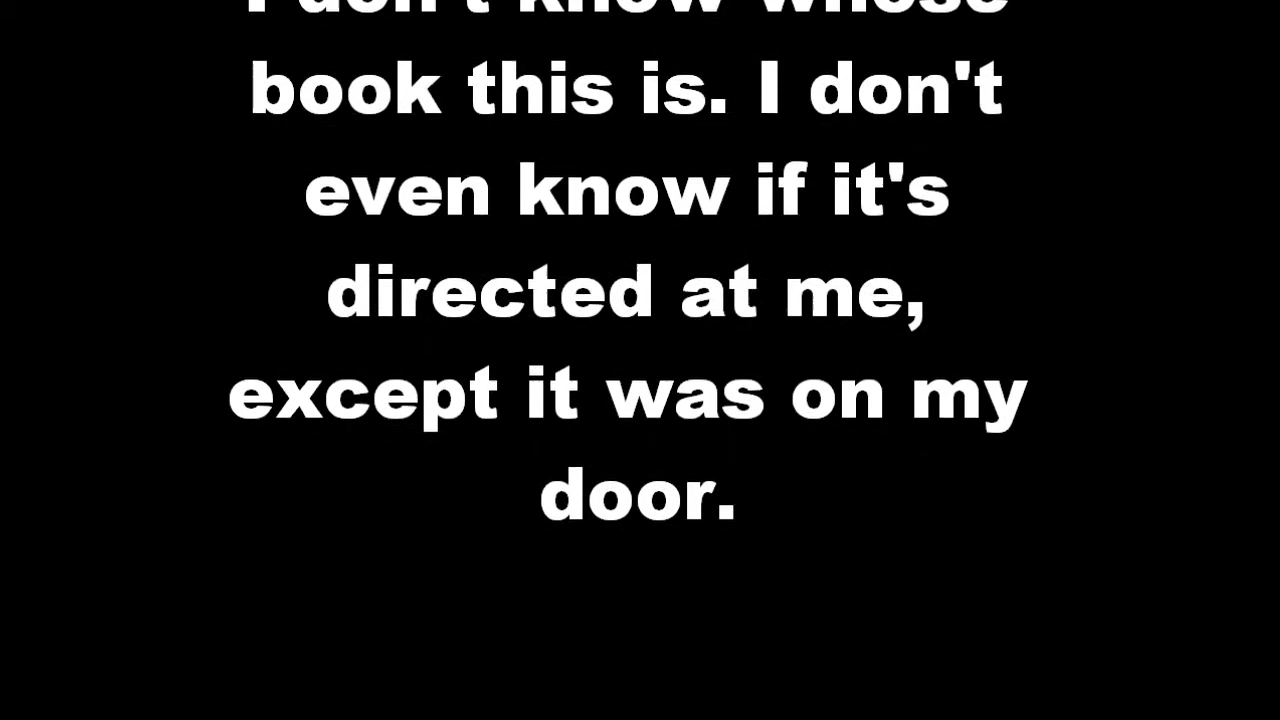 I don't know whose
book this is. I don't
even know if it's
directed at me,
except it was on my
door.